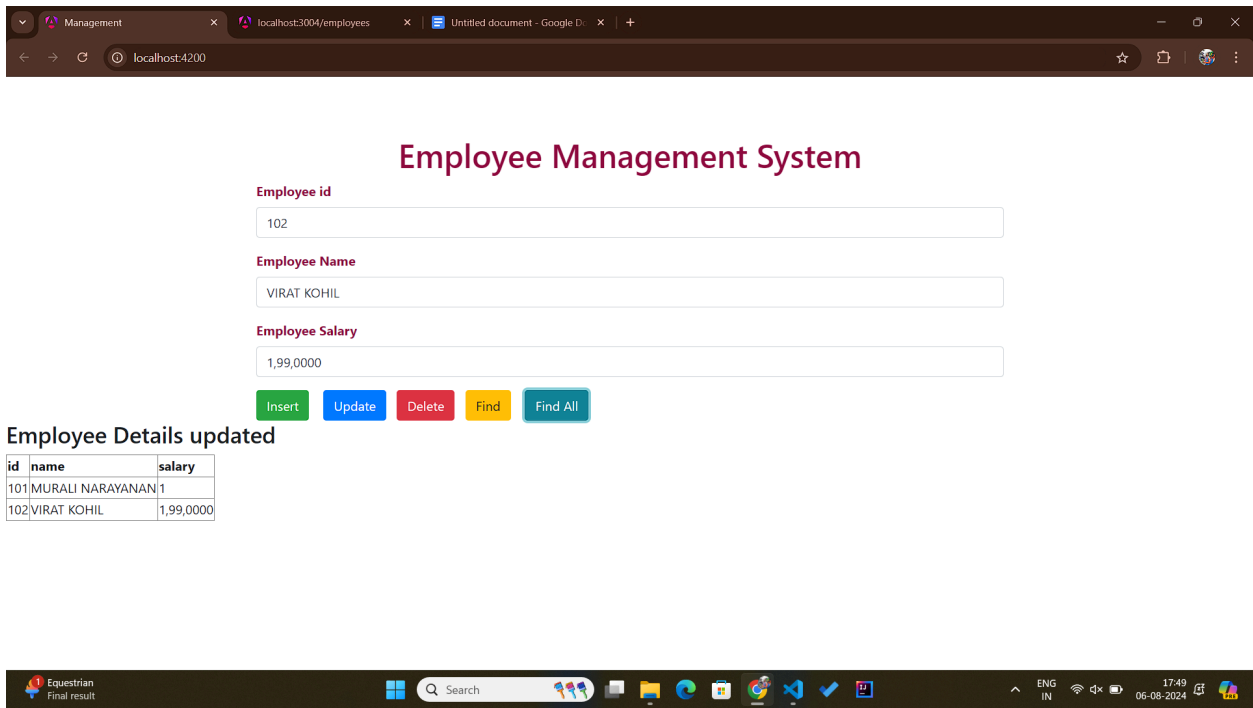 Management
localhost:3004/employees
Untitled document - Google Do
localhost:4200
Employee Management System
Employee id
102
Employee Name
VIRAT KOHIL
Employee Salary
1,99,0000
Insert Update Delete Find Find All
Employee Details updated
id name salary
101 MURALI NARAYANAN 1
102 VIRAT KOHIL 1,99,0000
1
Equestrian
Final result
Search
ENG
IN
17:49
06-08-2024
PRE